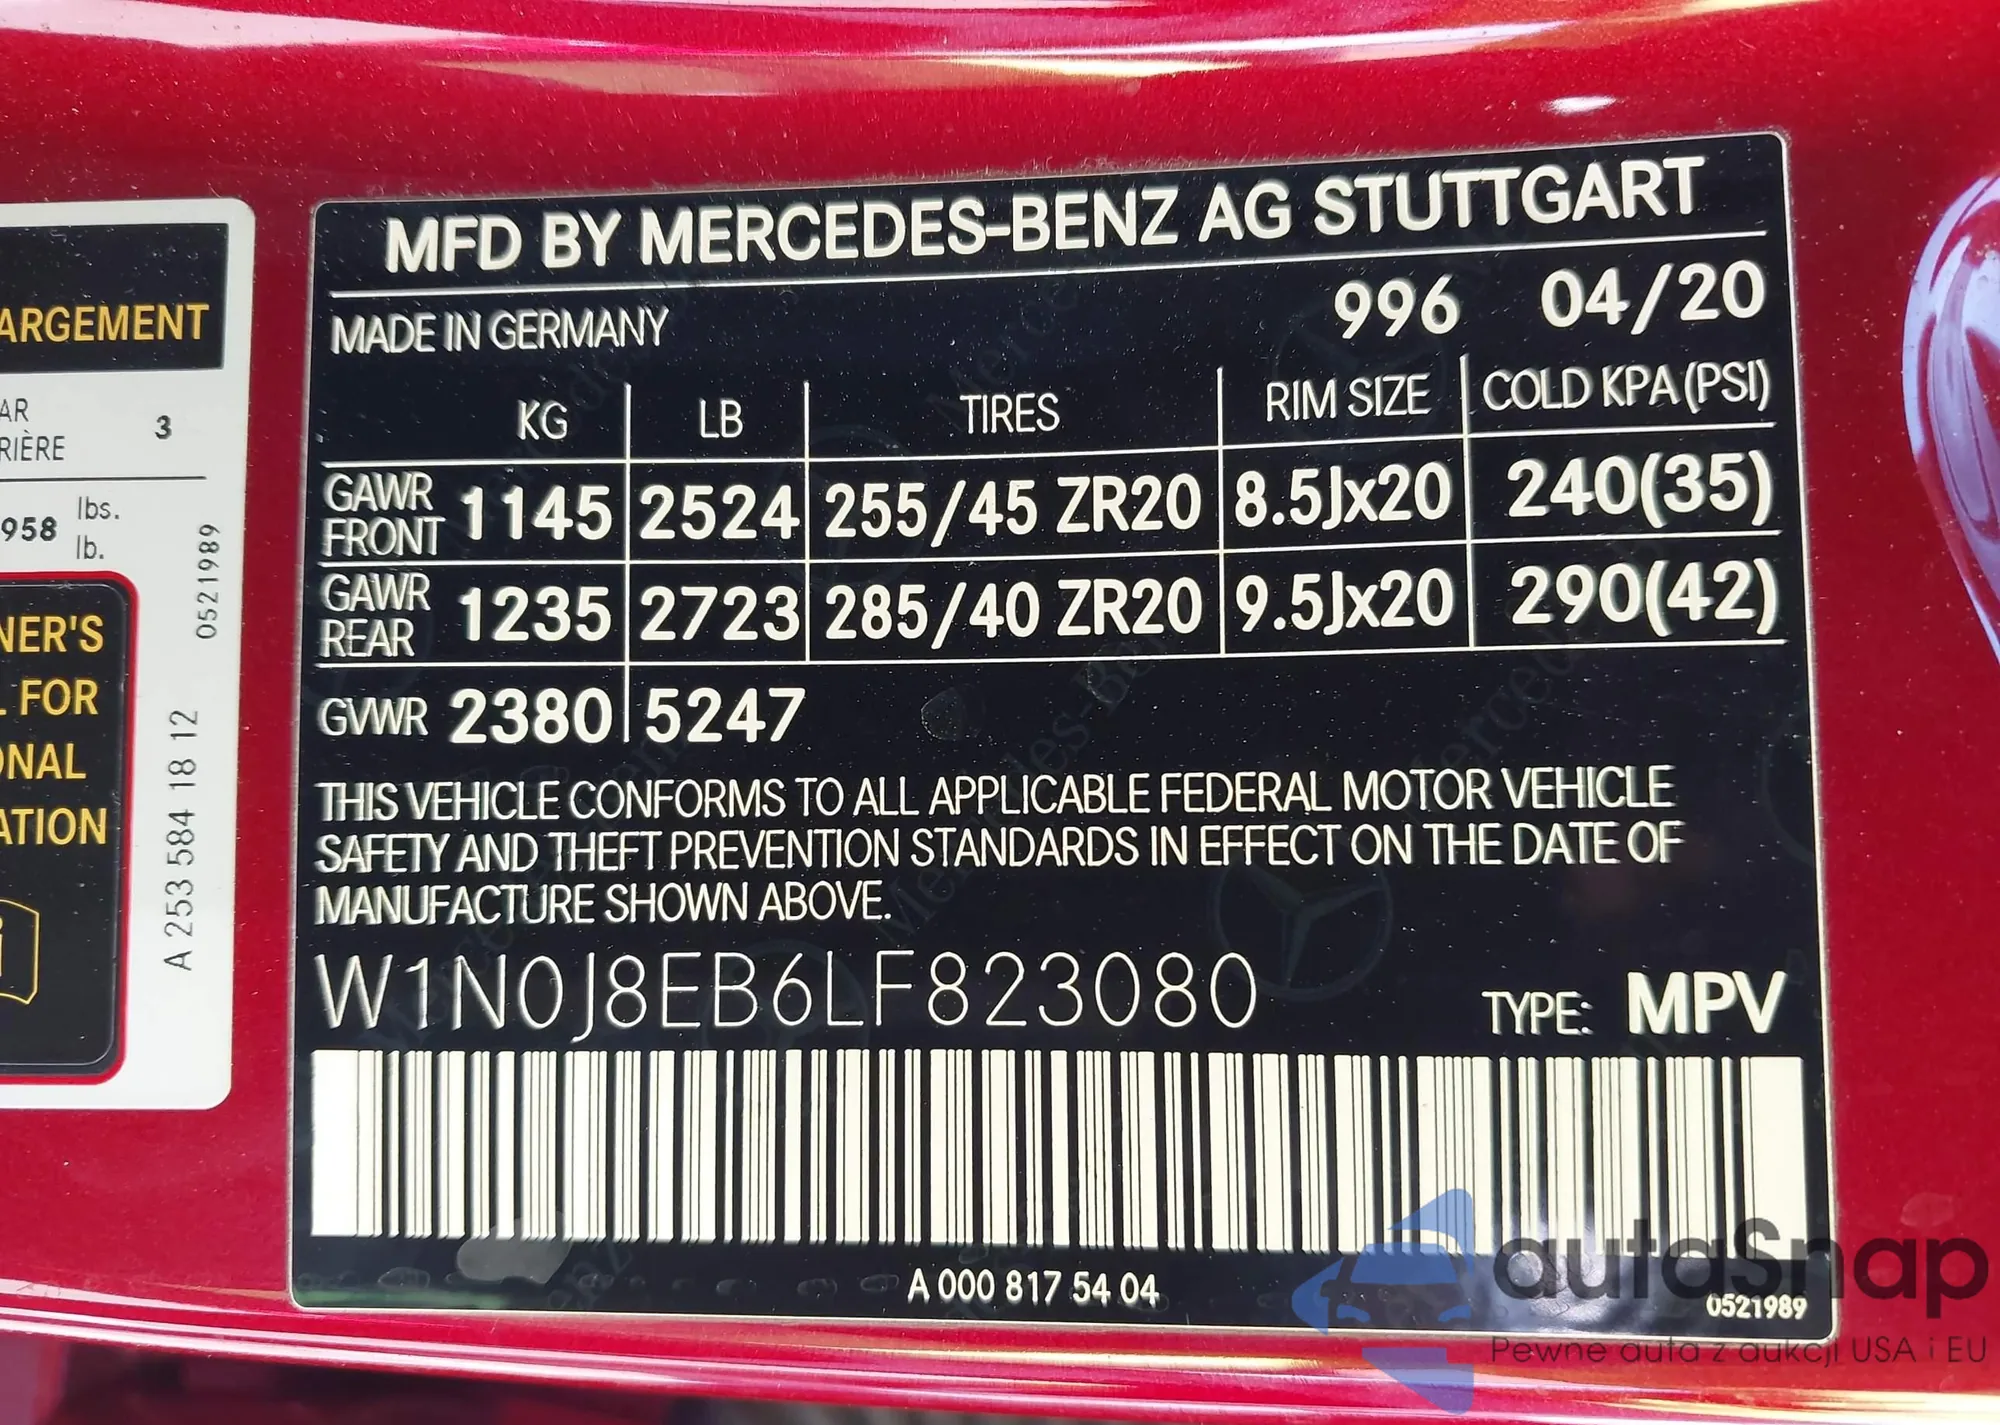 ARGEMENT
AR
RIÈRE
3
958
lbs.
lb.
NER'S
L FOR
ONAL
ATION
i
0521989
A 253 584 18 12
MFD BY MERCEDES-BENZ AG STUTTGART
MADE IN GERMANY 996 04/20
KG LB TIRES RIM SIZE COLD KPA (PSI)
GAWR FRONT 1145 2524 255/45 ZR20 8.5Jx20 240(35)
GAWR REAR 1235 2723 285/40 ZR20 9.5Jx20 290(42)
GVWR 2380 5247
THIS VEHICLE CONFORMS TO ALL APPLICABLE FEDERAL MOTOR VEHICLE
SAFETY AND THEFT PREVENTION STANDARDS IN EFFECT ON THE DATE OF
MANUFACTURE SHOWN ABOVE.
W1N0J8EB6LF823080 TYPE: MPV
A 000 817 54 04
0521989
autaSnap
Pewne auta z aukcji USA i EU